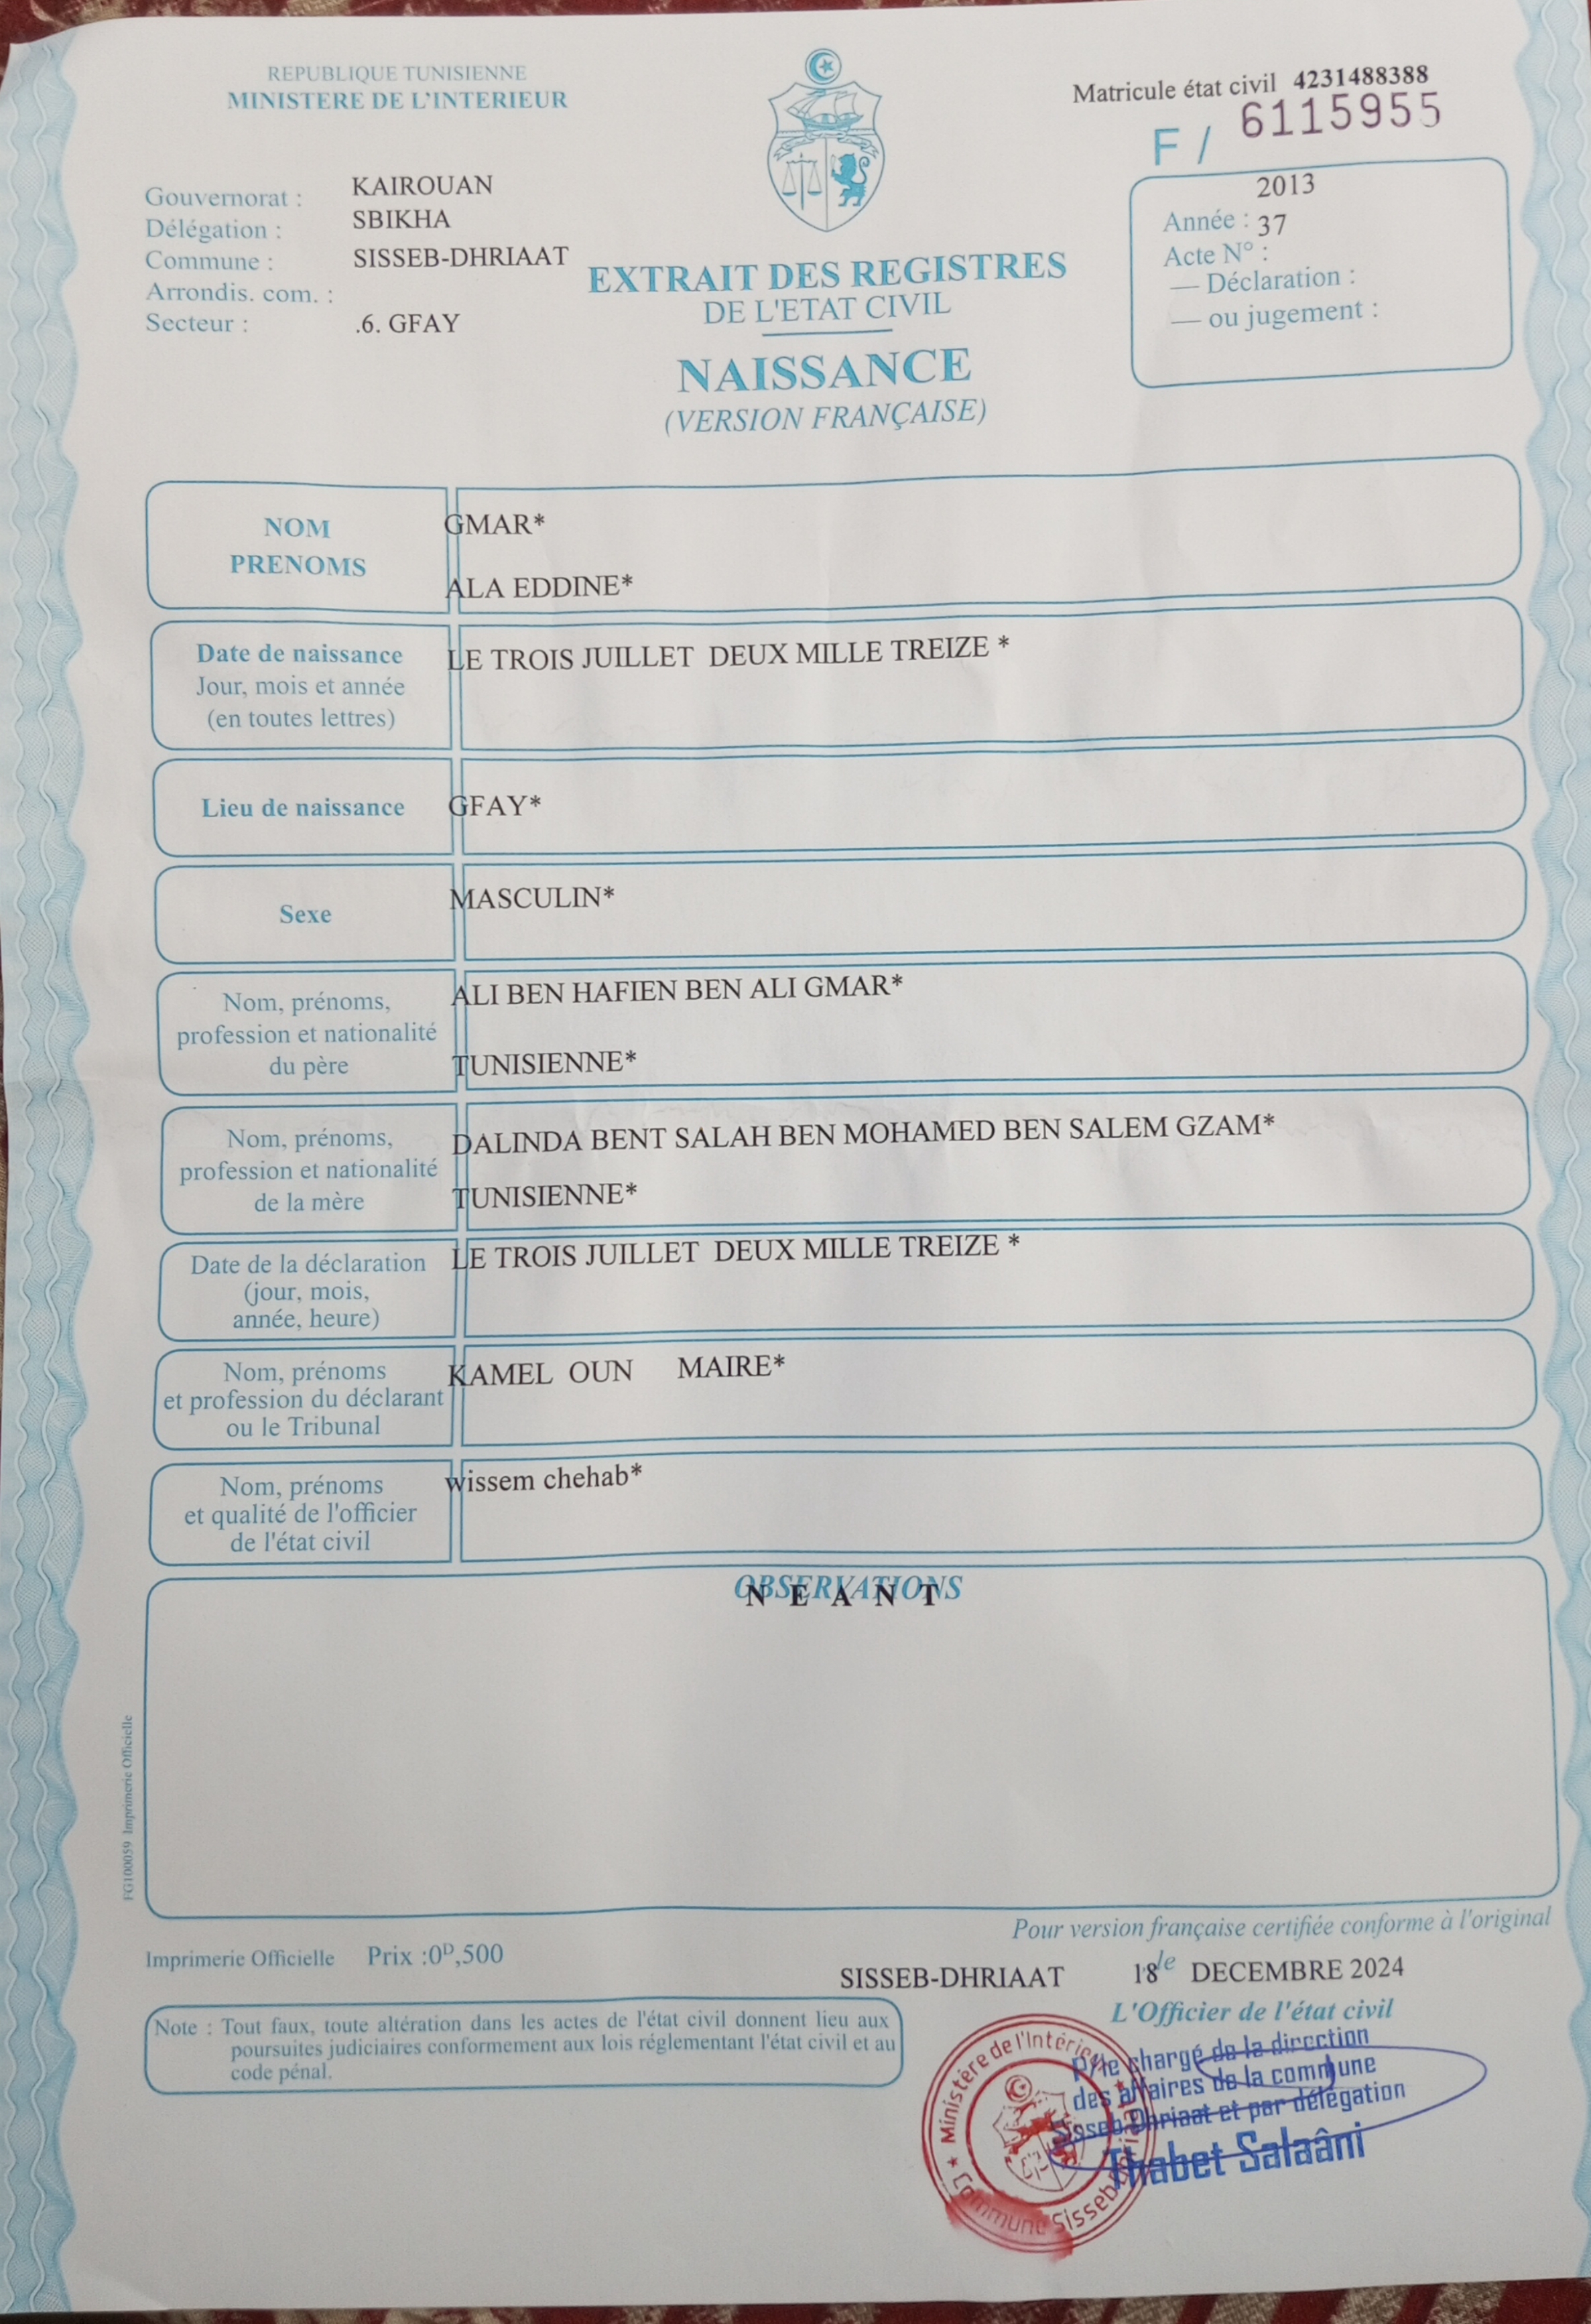 REPUBLIQUE TUNISIENNE
MINISTERE DE L'INTERIEUR
Matricule état civil 4231488388
F / 6115955
Gouvernorat : KAIROUAN
Délégation : SBIKHA
Commune : SISSEB-DHRIAAT
Arrondis. com. :
Secteur : .6. GFAY
2013
Année : 37
Acte N° :
— Déclaration :
— ou jugement :
EXTRAIT DES REGISTRES
DE L'ETAT CIVIL
NAISSANCE
(VERSION FRANÇAISE)
NOM
PRENOMS
GMAR*
ALA EDDINE*
Date de naissance
Jour, mois et année
(en toutes lettres)
LE TROIS JUILLET DEUX MILLE TREIZE *
Lieu de naissance
GFAY*
Sexe
MASCULIN*
Nom, prénoms,
profession et nationalité
du père
ALI BEN HAFIEN BEN ALI GMAR*
TUNISIENNE*
Nom, prénoms,
profession et nationalité
de la mère
DALINDA BENT SALAH BEN MOHAMED BEN SALEM GZAM*
TUNISIENNE*
Date de la déclaration
(jour, mois,
année, heure)
LE TROIS JUILLET DEUX MILLE TREIZE *
Nom, prénoms
et profession du déclarant
ou le Tribunal
KAMEL OUN MAIRE*
Nom, prénoms
et qualité de l'officier
de l'état civil
wissem chehab*
OBSERVATIONS
N E A N T
FG100059 Imprimerie Officielle
Pour version française certifiée conforme à l'original
Imprimerie Officielle Prix :0D,500
SISSEB-DHRIAAT 18 le DECEMBRE 2024
L'Officier de l'état civil
Note : Tout faux, toute altération dans les actes de l'état civil donnent lieu aux
poursuites judiciaires conformement aux lois réglementant l'état civil et au
code pénal.
P/le chargé de la direction
des affaires de la commune
Sisseb Dhriaat et par délégation
Thabet Salaâni
Ministère de l'Intérieur
Commune Sisseb Dhriaat